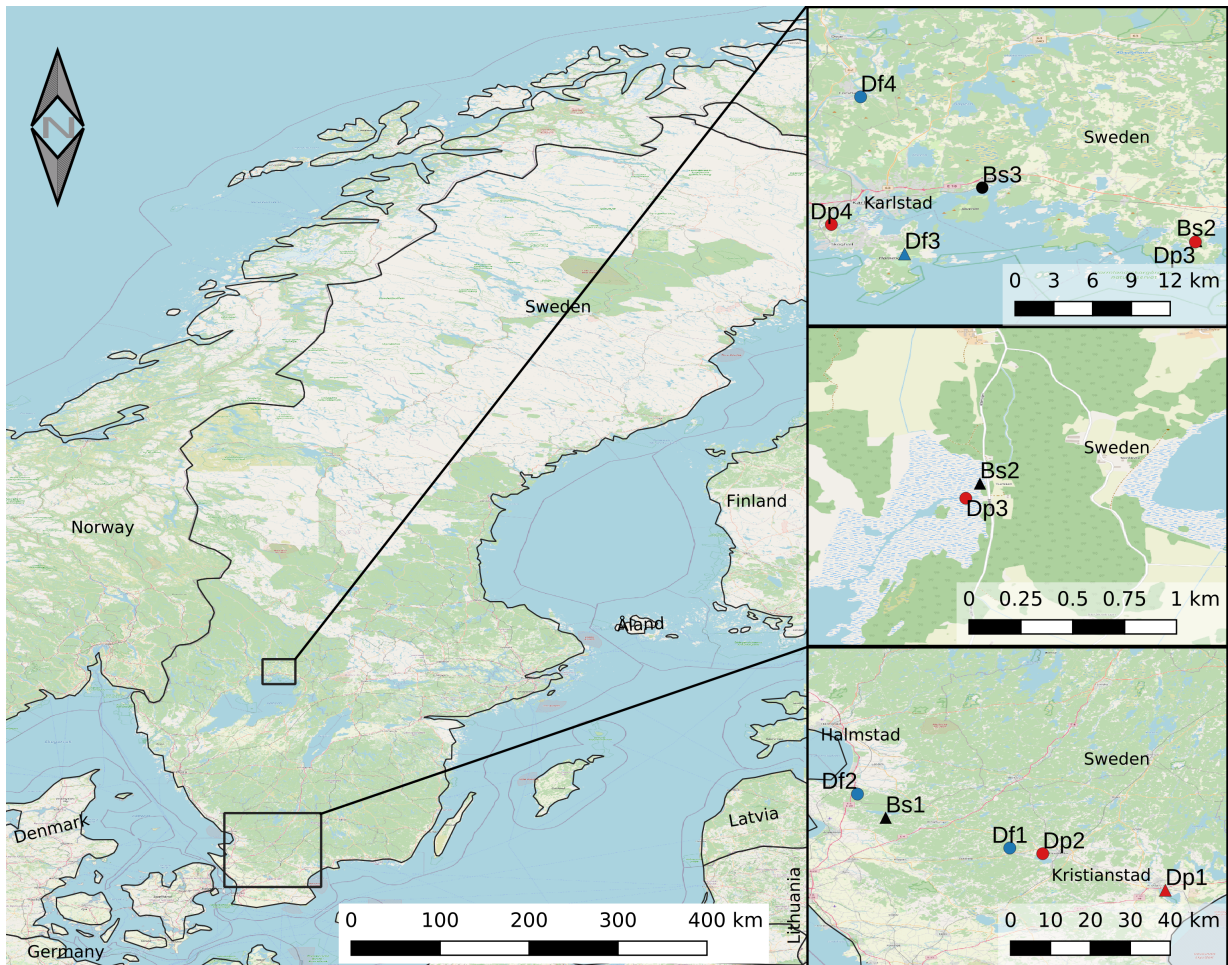 N
Sweden
Norway
Finland
Åland
Denmark
Latvia
Lithuania
Germany
0 100 200 300 400 km
Df4
Sweden
Bs3
Karlstad
Dp4
Df3
Bs2
Dp3
0 3 6 9 12 km
Sweden
Bs2
Dp3
0 0.25 0.5 0.75 1 km
Halmstad
Sweden
Df2
Bs1
Df1
Dp2
Kristianstad
Dp1
0 10 20 30 40 km